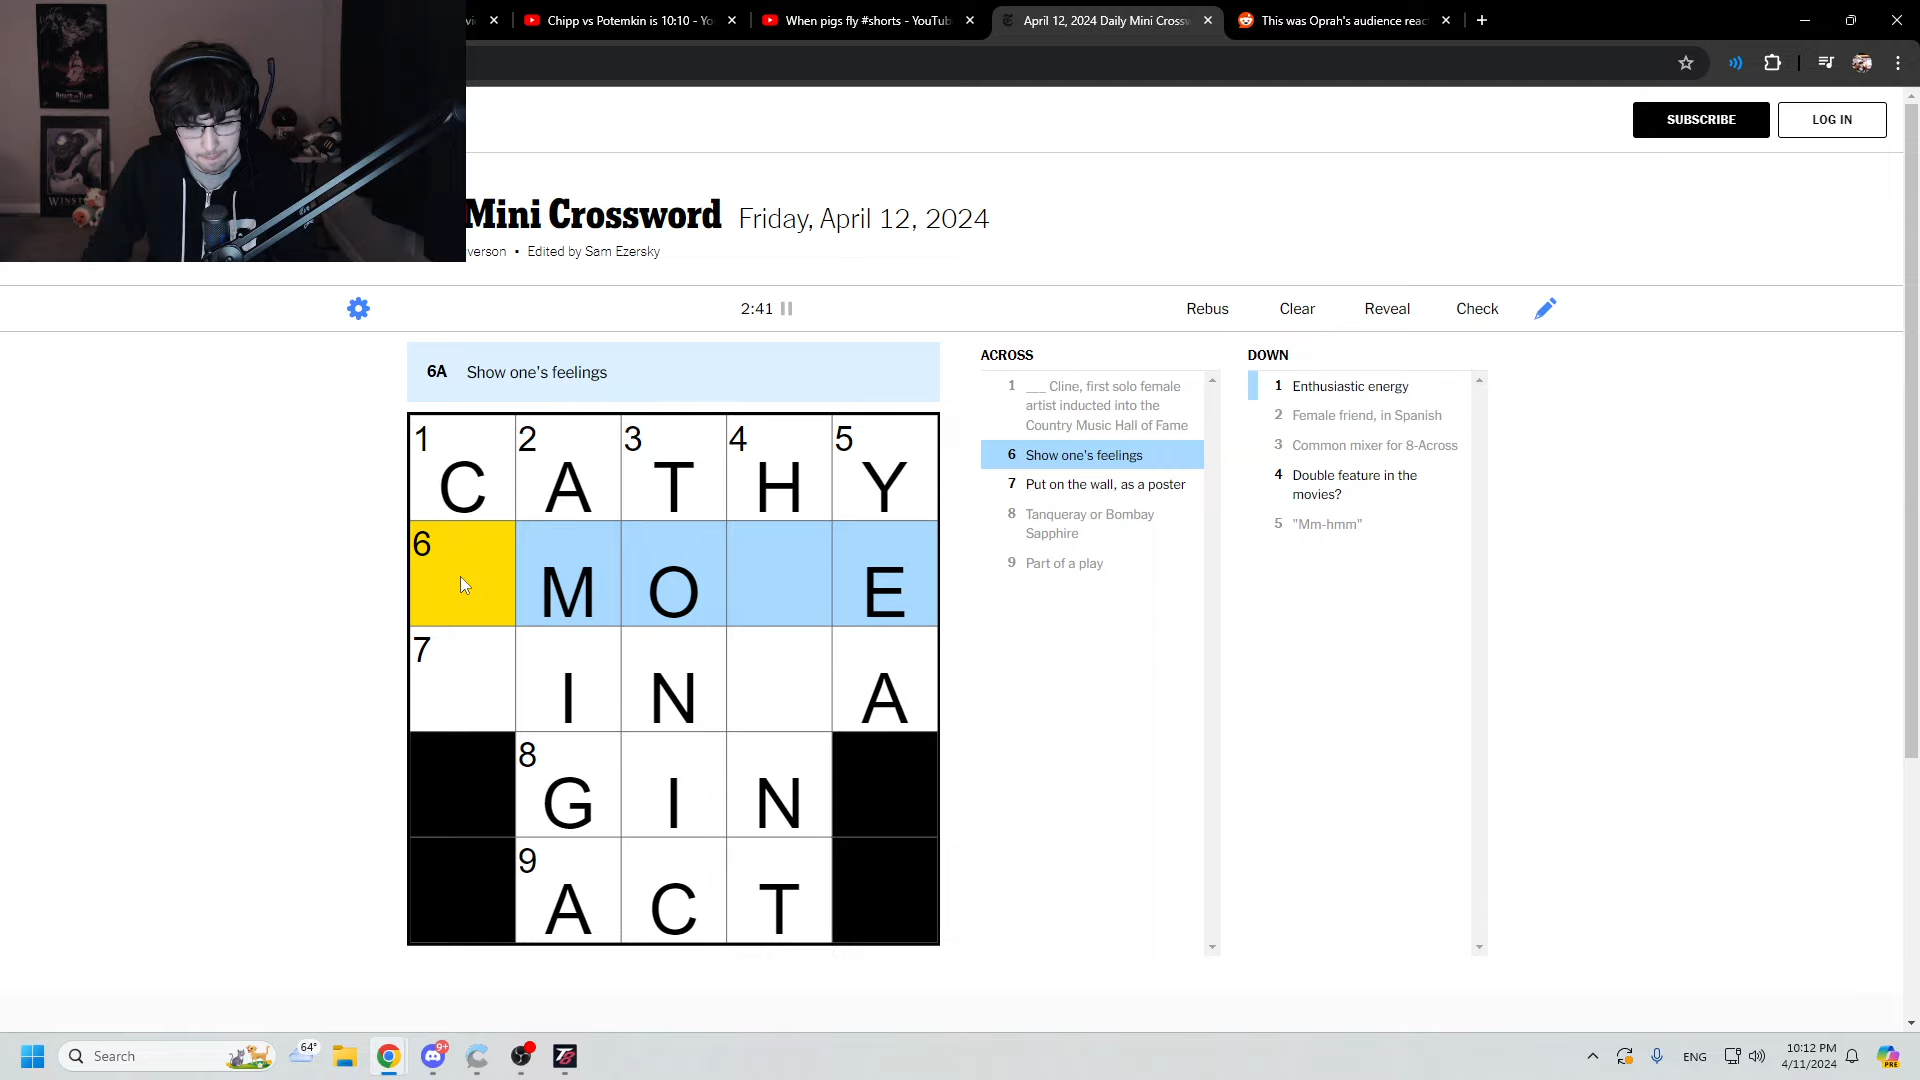 vi
Chipp vs Potemkin is 10:10 - Yo
When pigs fly #shorts - YouTub
April 12, 2024 Daily Mini Crossw
This was Oprah's audience reac
WINST
SUBSCRIBE
LOG IN
Mini Crossword Friday, April 12, 2024
verson • Edited by Sam Ezersky
2:41
Rebus
Clear
Reveal
Check
6A Show one's feelings
1 2 3 4 5
C A T H Y
6
M O E
7
I N A
8
G I N
9
A C T
ACROSS
1 ___ Cline, first solo female
artist inducted into the
Country Music Hall of Fame
6 Show one's feelings
7 Put on the wall, as a poster
8 Tanqueray or Bombay
Sapphire
9 Part of a play
DOWN
1 Enthusiastic energy
2 Female friend, in Spanish
3 Common mixer for 8-Across
4 Double feature in the
movies?
5 "Mm-hmm"
Search
64°
9+
T8
ENG
10:12 PM
4/11/2024
PRE